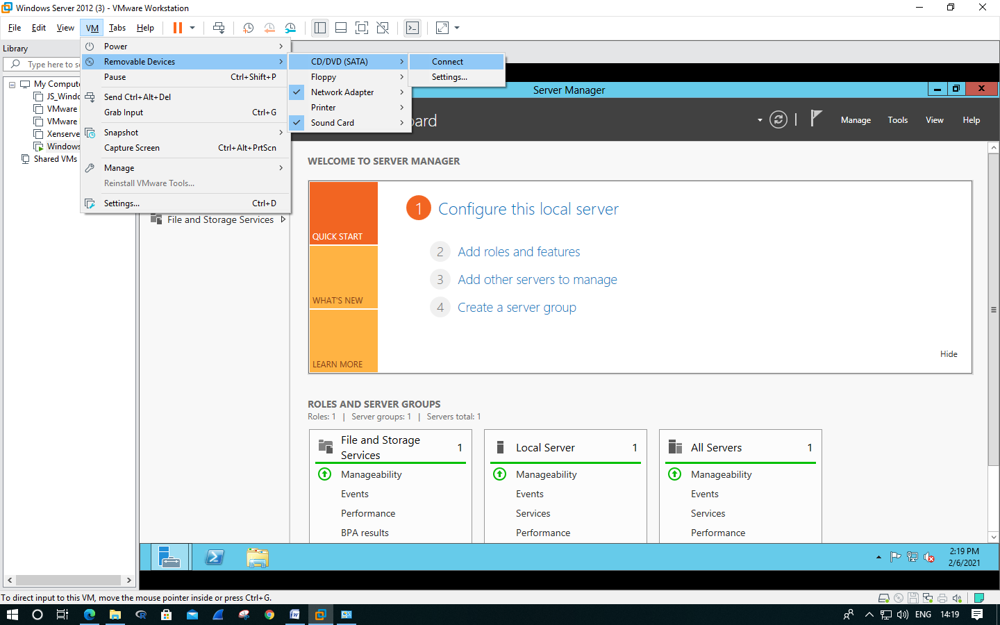 Windows Server 2012 (3) - VMware Workstation
File Edit View VM Tabs Help
Library
Type here to se
My Compute
JS_Windo
VMware
VMware
Xenserve
Windows
Shared VMs
Power
Removable Devices
Pause Ctrl+Shift+P
Send Ctrl+Alt+Del
Grab Input Ctrl+G
Snapshot
Capture Screen Ctrl+Alt+PrtScn
Manage
Reinstall VMware Tools...
Settings... Ctrl+D
CD/DVD (SATA)
Floppy
Network Adapter
Printer
Sound Card
Connect
Settings...
Server Manager
oard
Manage Tools View Help
File and Storage Services
WELCOME TO SERVER MANAGER
QUICK START
WHAT'S NEW
LEARN MORE
1 Configure this local server
2 Add roles and features
3 Add other servers to manage
4 Create a server group
Hide
ROLES AND SERVER GROUPS
Roles: 1 | Server groups: 1 | Servers total: 1
File and Storage
Services 1
Manageability
Events
Performance
BPA results
Local Server 1
Manageability
Events
Services
Performance
All Servers 1
Manageability
Events
Services
Performance
2:19 PM
2/6/2021
To direct input to this VM, move the mouse pointer inside or press Ctrl+G.
ENG 14:19